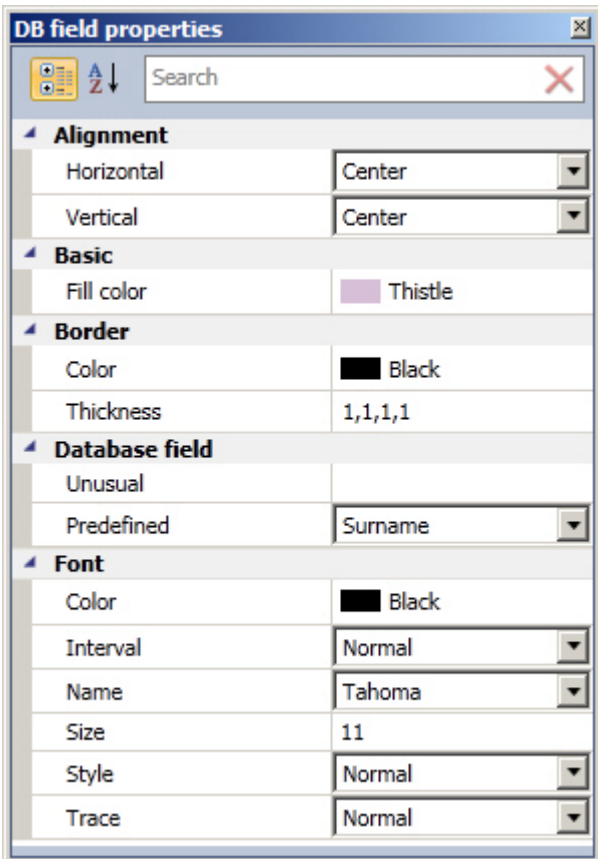 DB field properties
A Z Search
Alignment
Horizontal Center
Vertical Center
Basic
Fill color Thistle
Border
Color Black
Thickness 1,1,1,1
Database field
Unusual
Predefined Surname
Font
Color Black
Interval Normal
Name Tahoma
Size 11
Style Normal
Trace Normal